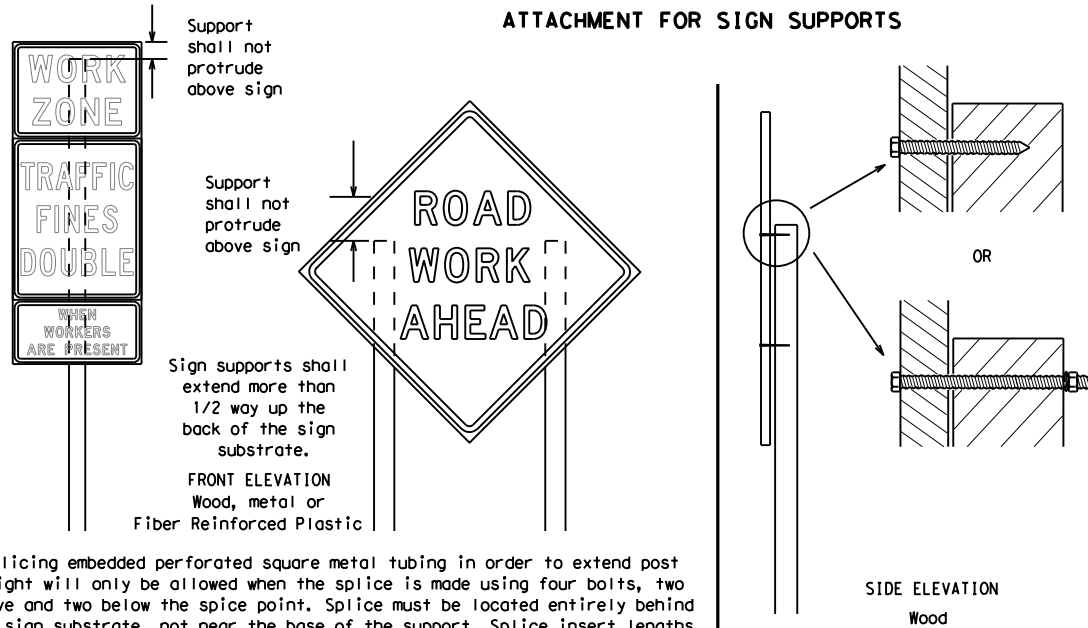 ATTACHMENT FOR SIGN SUPPORTS
Support
shall not
protrude
above sign
WORK
ZONE
TRAFFIC
FINES
DOUBLE
WHEN
WORKERS
ARE PRESENT
Support
shall not
protrude
above sign
ROAD
WORK
AHEAD
Sign supports shall
extend more than
1/2 way up the
back of the sign
substrate.
FRONT ELEVATION
Wood, metal or
Fiber Reinforced Plastic
OR
SIDE ELEVATION
Wood
licing embedded perforated square metal tubing in order to extend post
ight will only be allowed when the splice is made using four bolts, two
ve and two below the spice point. Splice must be located entirely behind
sign substrate, not near the base of the support. Splice insert lengths